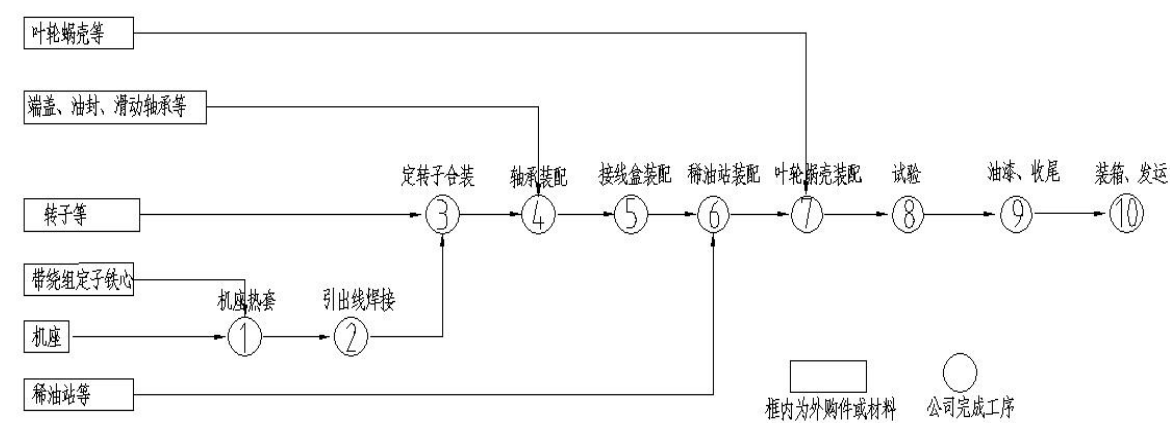 叶轮蜗壳等
端盖、油封、滑动轴承等
定转子合装
轴承装配
接线盒装配
稀油站装配
叶轮蜗壳装配
试验
油漆、收尾
装箱、发运
转子等
3
4
5
6
7
8
9
10
带绕组定子铁心
机座热套
引出线焊接
机座
1
2
稀油站等
框内为外购件或材料
公司完成工序